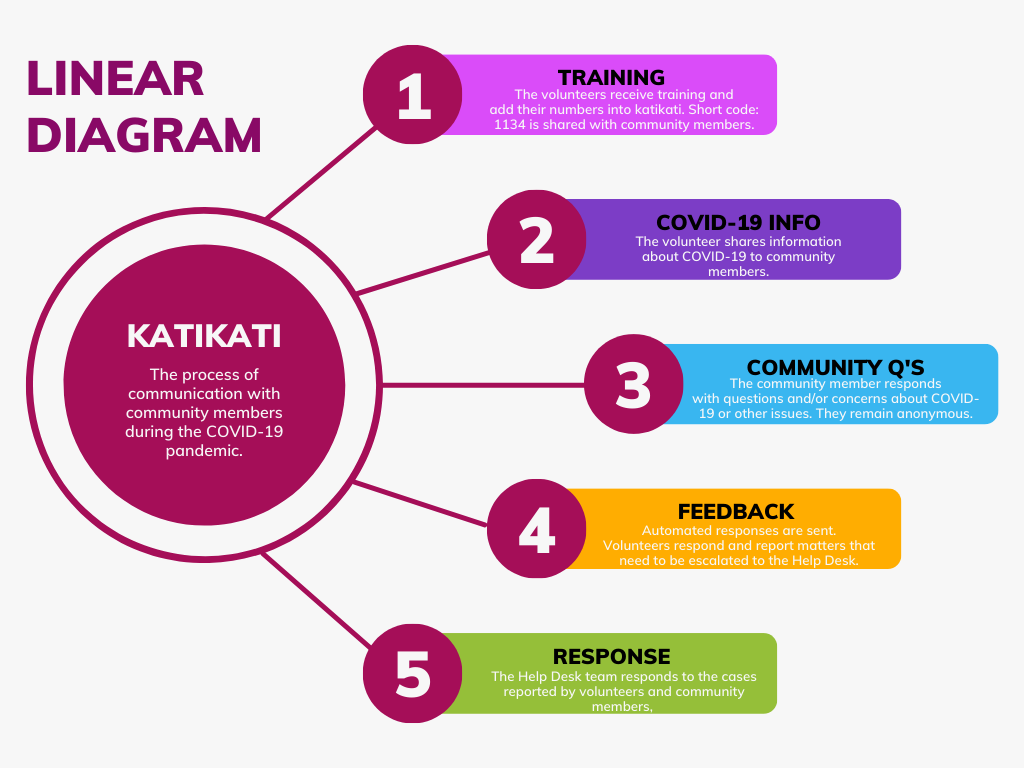 LINEAR
DIAGRAM
KATIKATI
The process of
communication with
community members
during the COVID-19
pandemic.
1
TRAINING
The volunteers receive training and
add their numbers into katikati. Short code:
1134 is shared with community members.
2
COVID-19 INFO
The volunteer shares information
about COVID-19 to community
members.
3
COMMUNITY Q'S
The community member responds
with questions and/or concerns about COVID-
19 or other issues. They remain anonymous.
4
FEEDBACK
Automated responses are sent.
Volunteers respond and report matters that
need to be escalated to the Help Desk.
5
RESPONSE
The Help Desk team responds to the cases
reported by volunteers and community
members,